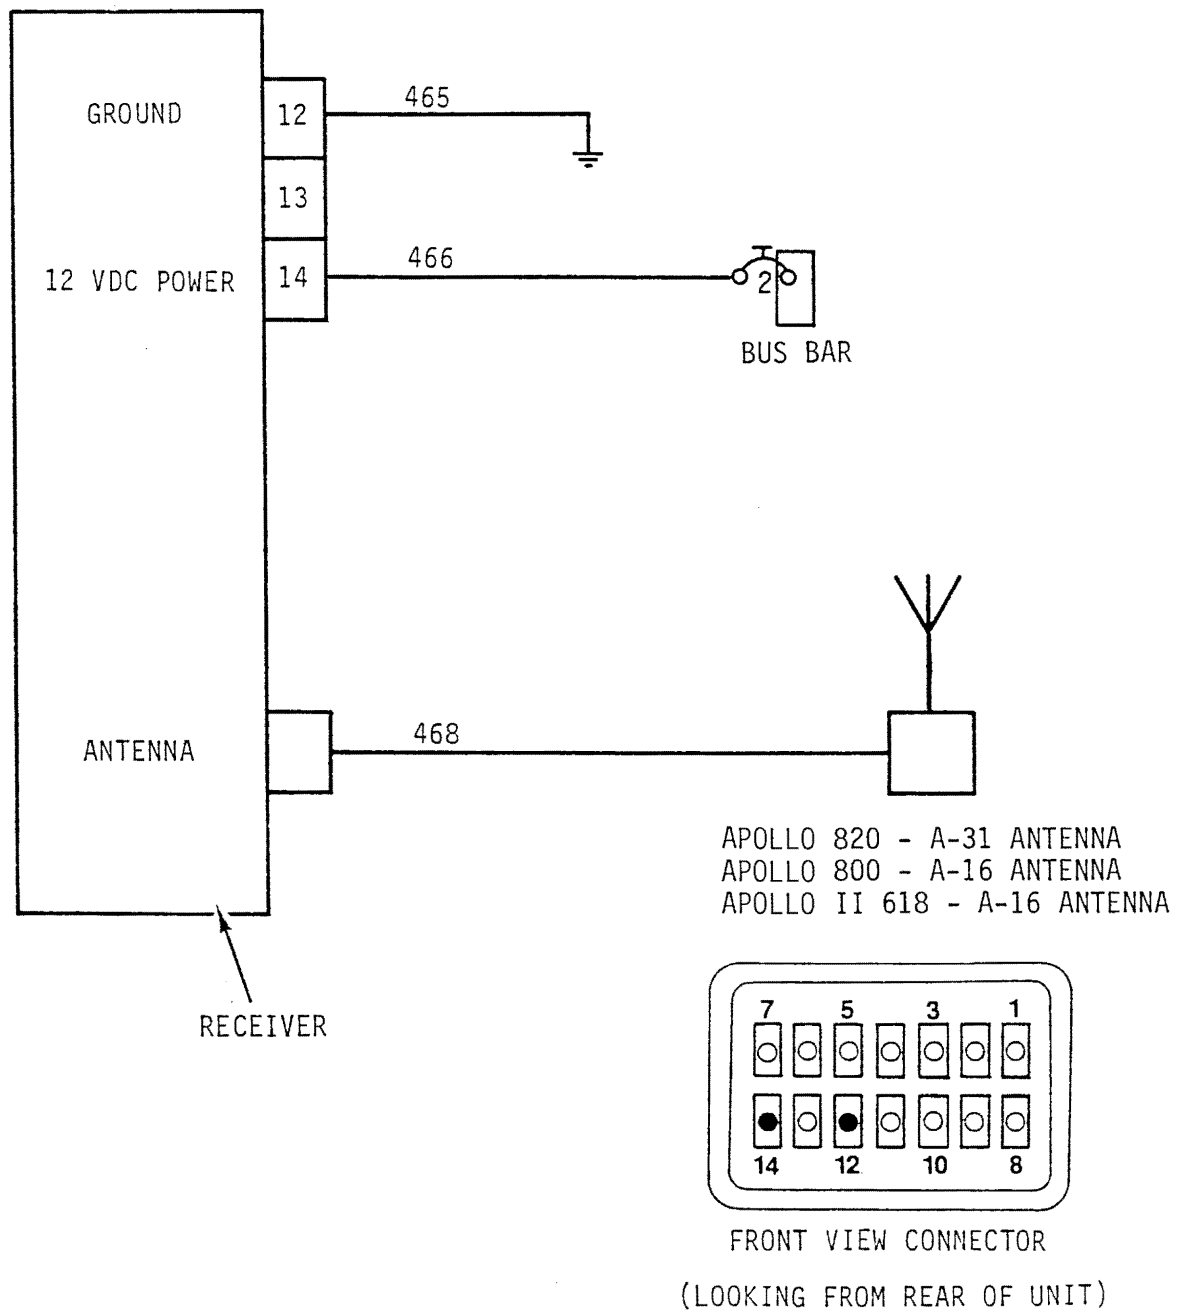 GROUND
12
465
13
12 VDC POWER
14
466
2
BUS BAR
ANTENNA
468
APOLLO 820 - A-31 ANTENNA
APOLLO 800 - A-16 ANTENNA
APOLLO II 618 - A-16 ANTENNA
RECEIVER
7 5 3 1
14 12 10 8
FRONT VIEW CONNECTOR
(LOOKING FROM REAR OF UNIT)